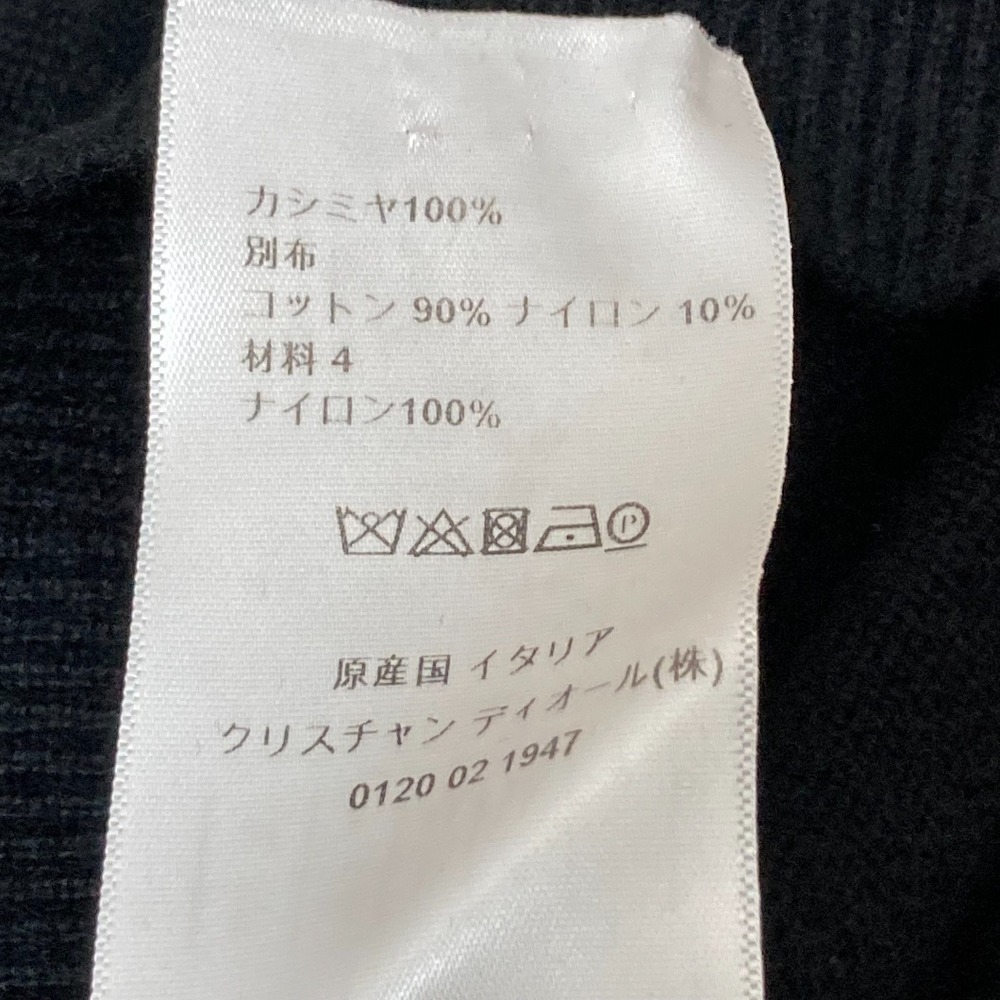 カシミヤ100%
別布
コットン 90% ナイロン 10%
材料 4
ナイロン100%
P
原産国 イタリア
クリスチャン ディオール(株)
0120 02 1947